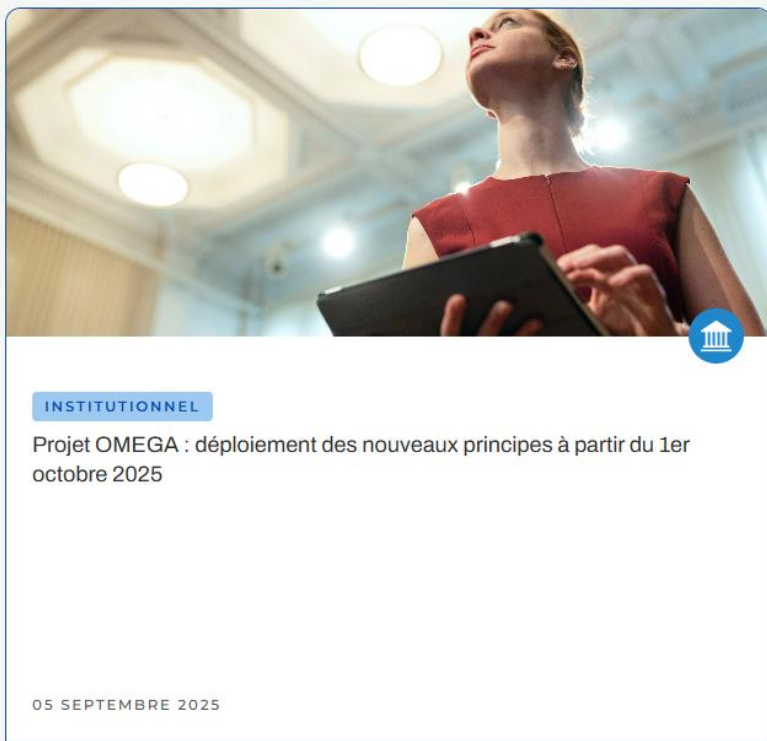 INSTITUTIONNEL
Projet OMEGA : déploiement des nouveaux principes à partir du 1er
octobre 2025
05 SEPTEMBRE 2025